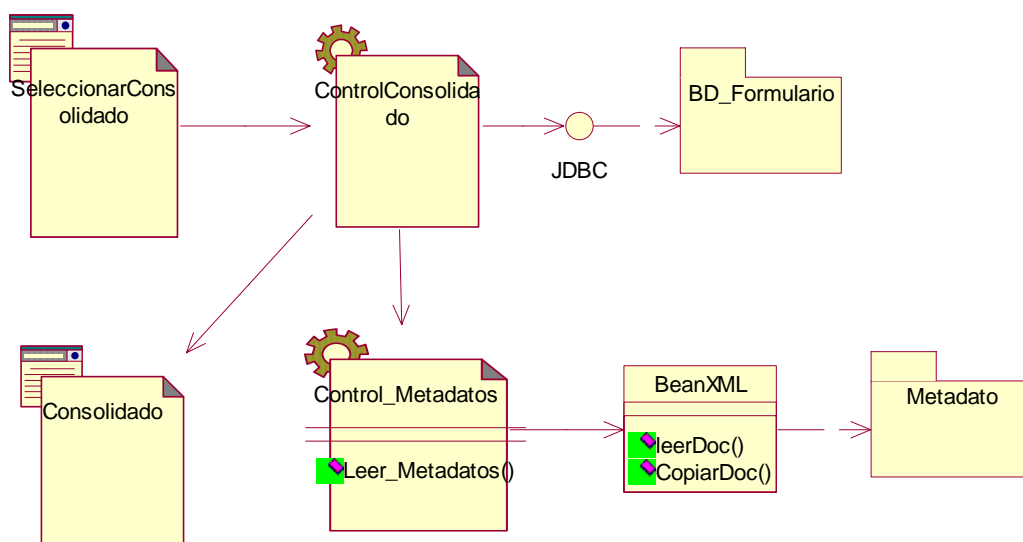 SeleccionarCons
olidado
ControlConsolida
do
JDBC
BD_Formulario
Consolidado
Control_Metadatos
Leer_Metadatos()
BeanXML
leerDoc()
CopiarDoc()
Metadato